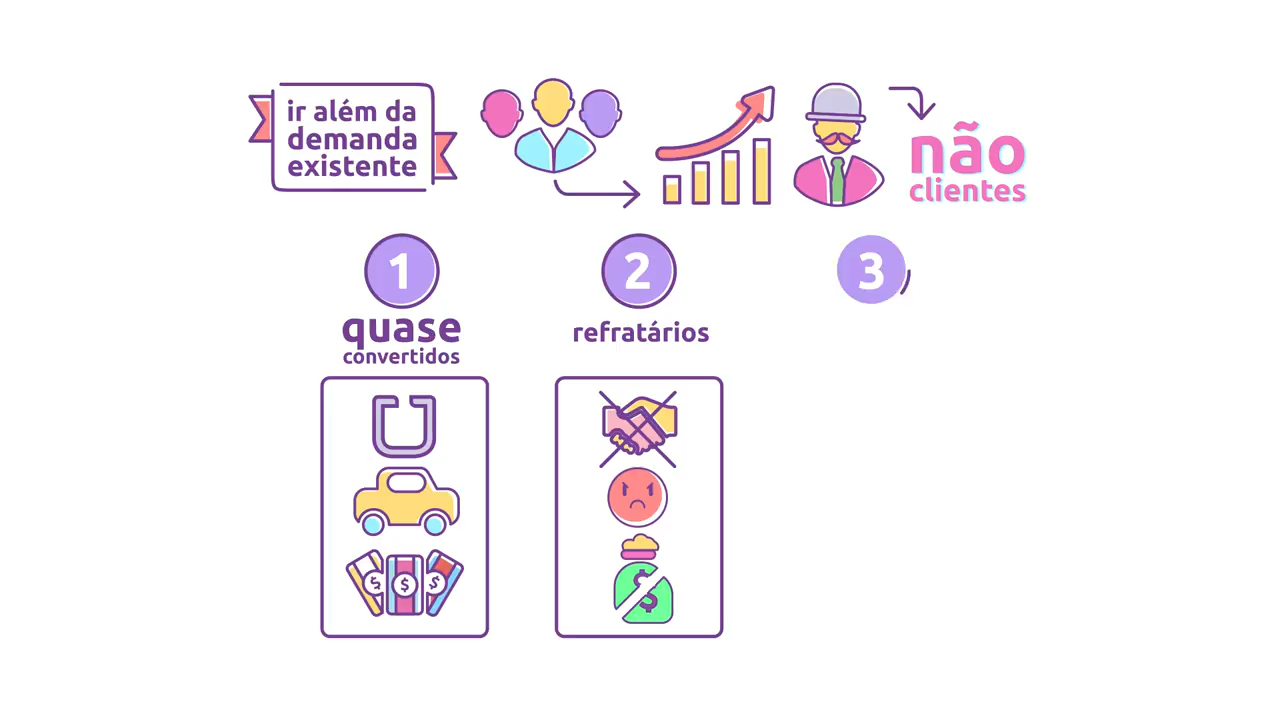 ir além da
demanda
existente
não
clientes
1
2
3
quase
convertidos
refratários
$ $ $
$
$